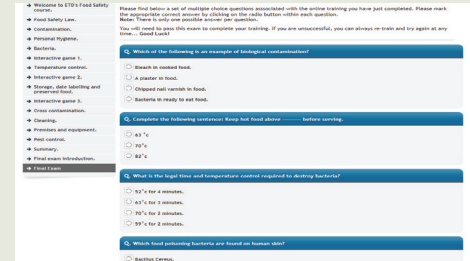 ➔ Welcome to ETD's Food Safety course.
➔ Food Safety Law.
➔ Contamination.
➔ Personal Hygiene.
➔ Bacteria.
➔ Interactive game 1.
➔ Temperature control.
➔ Interactive game 2.
➔ Storage, date labelling and preserved food.
➔ Interactive game 3.
➔ Cross contamination.
➔ Cleaning.
➔ Premises and equipment.
➔ Pest control.
➔ Summary.
➔ Final exam introduction.
➔ Final Exam
Please find below a set of multiple choice questions associated with the online training you have just completed. Please mark
the appropriate correct answer by clicking on the radio button within each question.
Note: There is only one possible answer per question.
You will need to pass this exam to complete your training. If you are unsuccessful, you can always re-train and try again at any
time... Good Luck!
Q. Which of the following is an example of biological contamination?
Bleach in cooked food.
A plaster in food.
Chipped nail varnish in food.
Bacteria in ready to eat food.
Q. Complete the following sentence: Keep hot food above -------- before serving.
63 °c
70°c
82°c
Q. What is the legal time and temperature control required to destroy bacteria?
52°c for 4 minutes.
63°c for 3 minutes.
70°c for 2 minutes.
59°c for 2 minutes.
Q. Which food poisoning bacteria are found on human skin?
Bacillus Cereus.